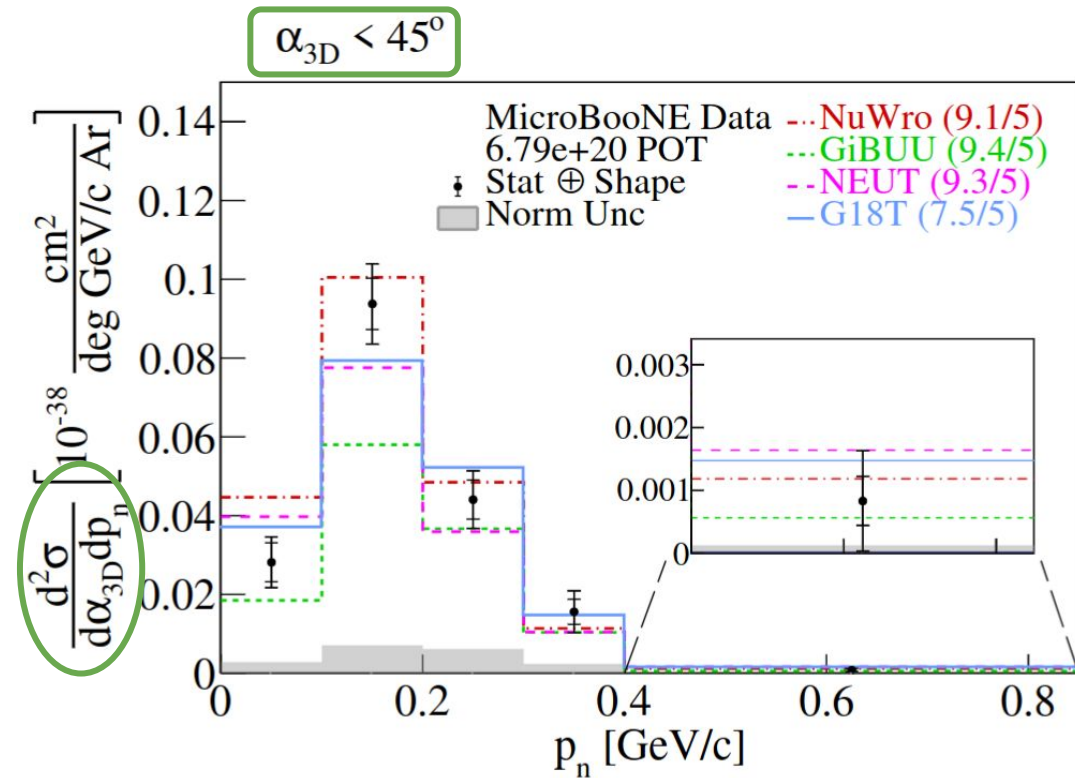 α3D < 45°
MicroBooNE Data
6.79e+20 POT
Stat ⊕ Shape
Norm Unc
NuWro (9.1/5)
GiBUU (9.4/5)
NEUT (9.3/5)
G18T (7.5/5)
d²σ/dα3Ddpn [10⁻³⁸ cm²/deg GeV/c Ar]
0.14
0.12
0.1
0.08
0.06
0.04
0.02
0
0.003
0.002
0.001
0
0 0.2 0.4 0.6 0.8
pn [GeV/c]